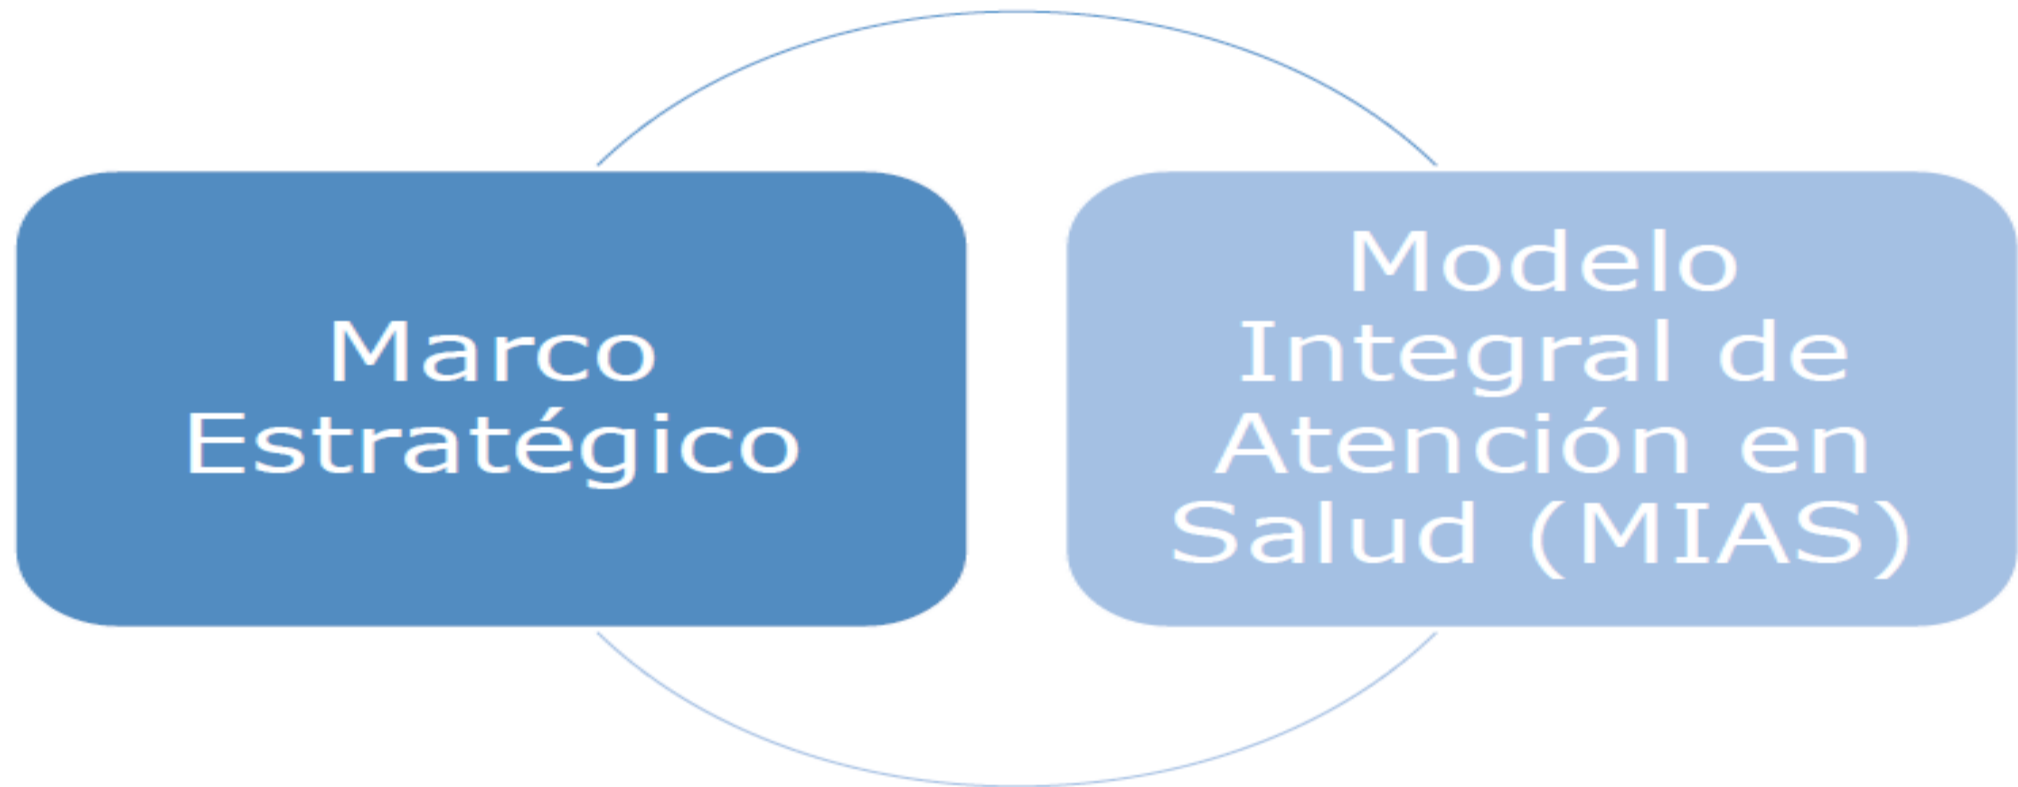 Marco
Estratégico
Modelo
Integral de
Atención en
Salud (MIAS)